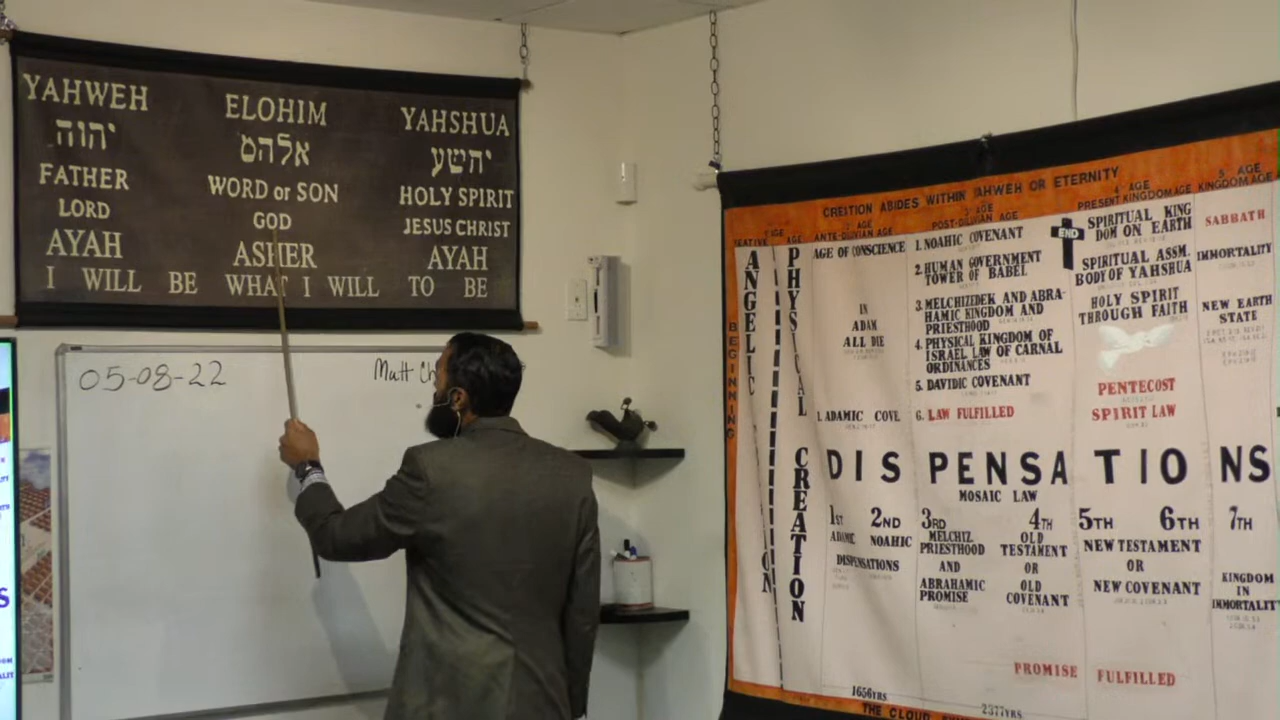 YAHWEH ELOHIM YAHSHUA
יהוה אלהם יהשע
FATHER WORD or SON HOLY SPIRIT
LORD GOD JESUS CHRIST
AYAH ASHER AYAH
I WILL BE WHAT I WILL TO BE
05-08-22
CREATION ABIDES WITHIN YAHWEH OR ETERNITY
AGE ANTE-DILUVIAN AGE
POST-DILUVIAN AGE
AGE
PRESENT KINGDOM AGE
AGE
KINGDOM AGE
BEGINNING
ANGELIC
PHYSICAL CREATION
AGE OF CONSCIENCE
IN
ADAM
ALL DIE
1. ADAMIC COVE.
1. NOAHIC COVENANT
2. HUMAN GOVERNMENT
TOWER OF BABEL
3. MELCHIZEDEK AND ABRA-
HAMIC KINGDOM AND
PRIESTHOOD
4. PHYSICAL KINGDOM OF
ISRAEL LAW OF CARNAL
ORDINANCES
5. DAVIDIC COVENANT
6. LAW FULFILLED
END
SPIRITUAL KING
DOM ON EARTH
SPIRITUAL ASSM.
BODY OF YAHSHUA
HOLY SPIRIT
THROUGH FAITH
PENTECOST
SPIRIT LAW
SABBATH
IMMORTALITY
NEW EARTH
STATE
DISPENSATIONS
MOSAIC LAW
1ST 2ND 3RD 4TH 5TH 6TH 7TH
ADAMIC NOAHIC
DISPENSATIONS
MELCHIZ
PRIESTHOOD
AND
ABRAHAMIC
PROMISE
OLD
TESTAMENT
OR
OLD
COVENANT
NEW TESTAMENT
OR
NEW COVENANT
KINGDOM
IN
IMMORTALITY
PROMISE FULFILLED
1656YRS
2377YRS
THE CLOUD